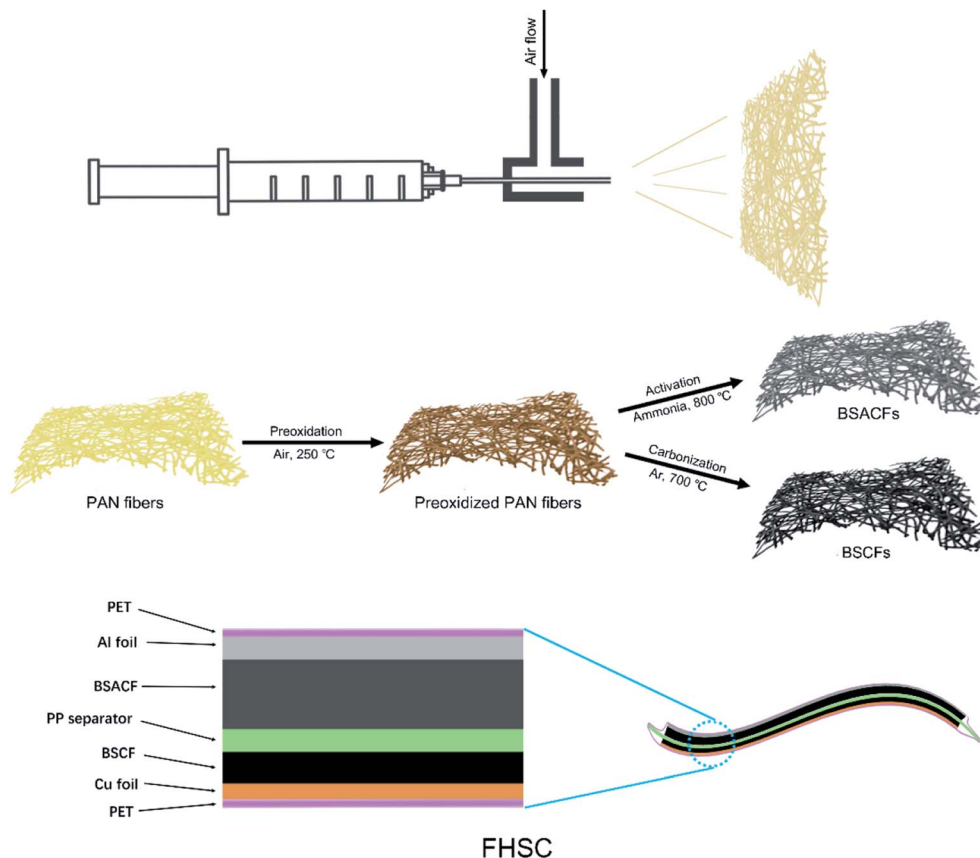 Air flow
Activation
Ammonia, 800 ℃
BSACFs
Preoxidation
Air, 250 ℃
Carbonization
Ar, 700 ℃
PAN fibers
Preoxidized PAN fibers
BSCFs
PET
Al foil
BSACF
PP separator
BSCF
Cu foil
PET
FHSC